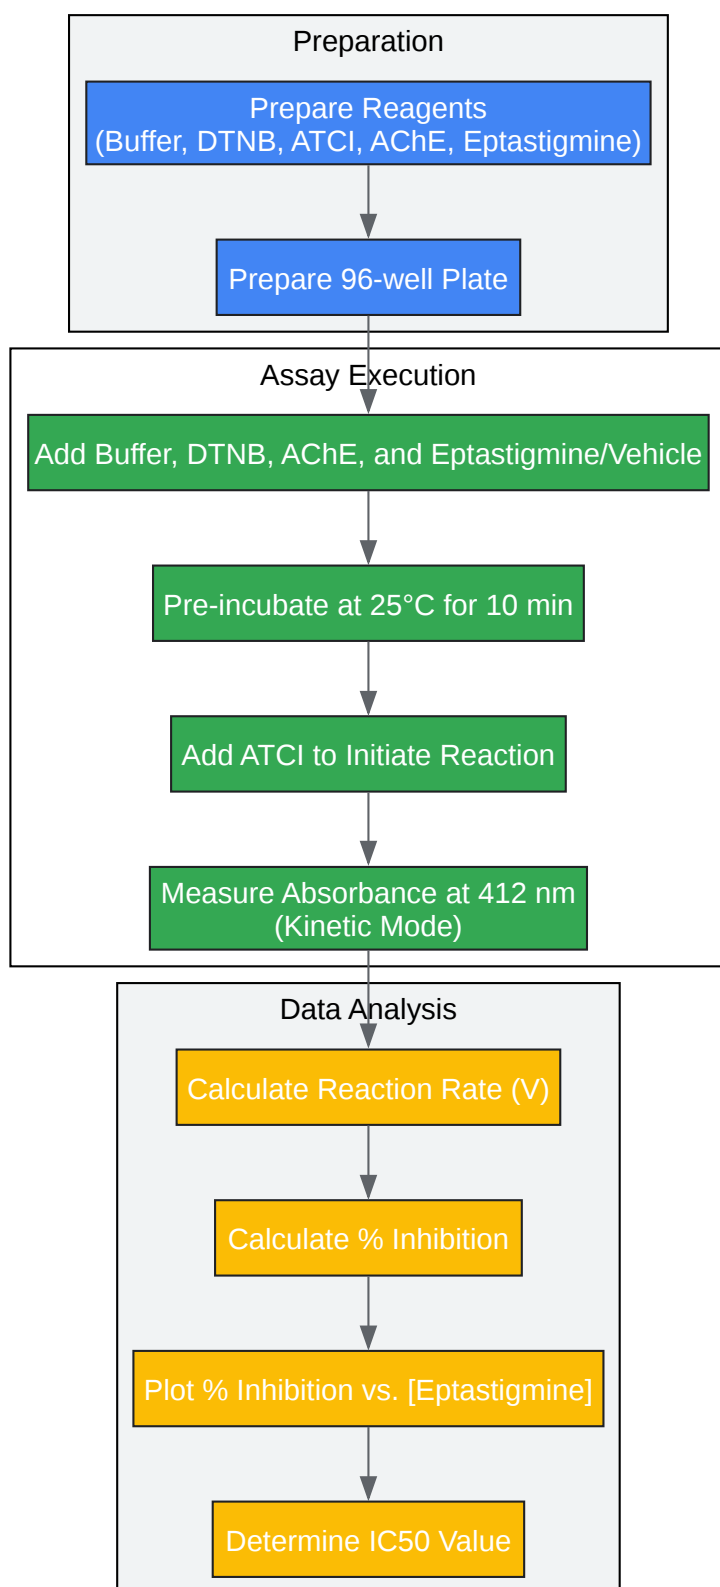 Preparation
Prepare Reagents
(Buffer, DTNB, ATCI, AChE, Eptastigmine)
Prepare 96-well Plate
Assay Execution
Add Buffer, DTNB, AChE, and Eptastigmine/Vehicle
Pre-incubate at 25°C for 10 min
Add ATCI to Initiate Reaction
Measure Absorbance at 412 nm
(Kinetic Mode)
Data Analysis
Calculate Reaction Rate (V)
Calculate % Inhibition
Plot % Inhibition vs. [Eptastigmine]
Determine IC50 Value